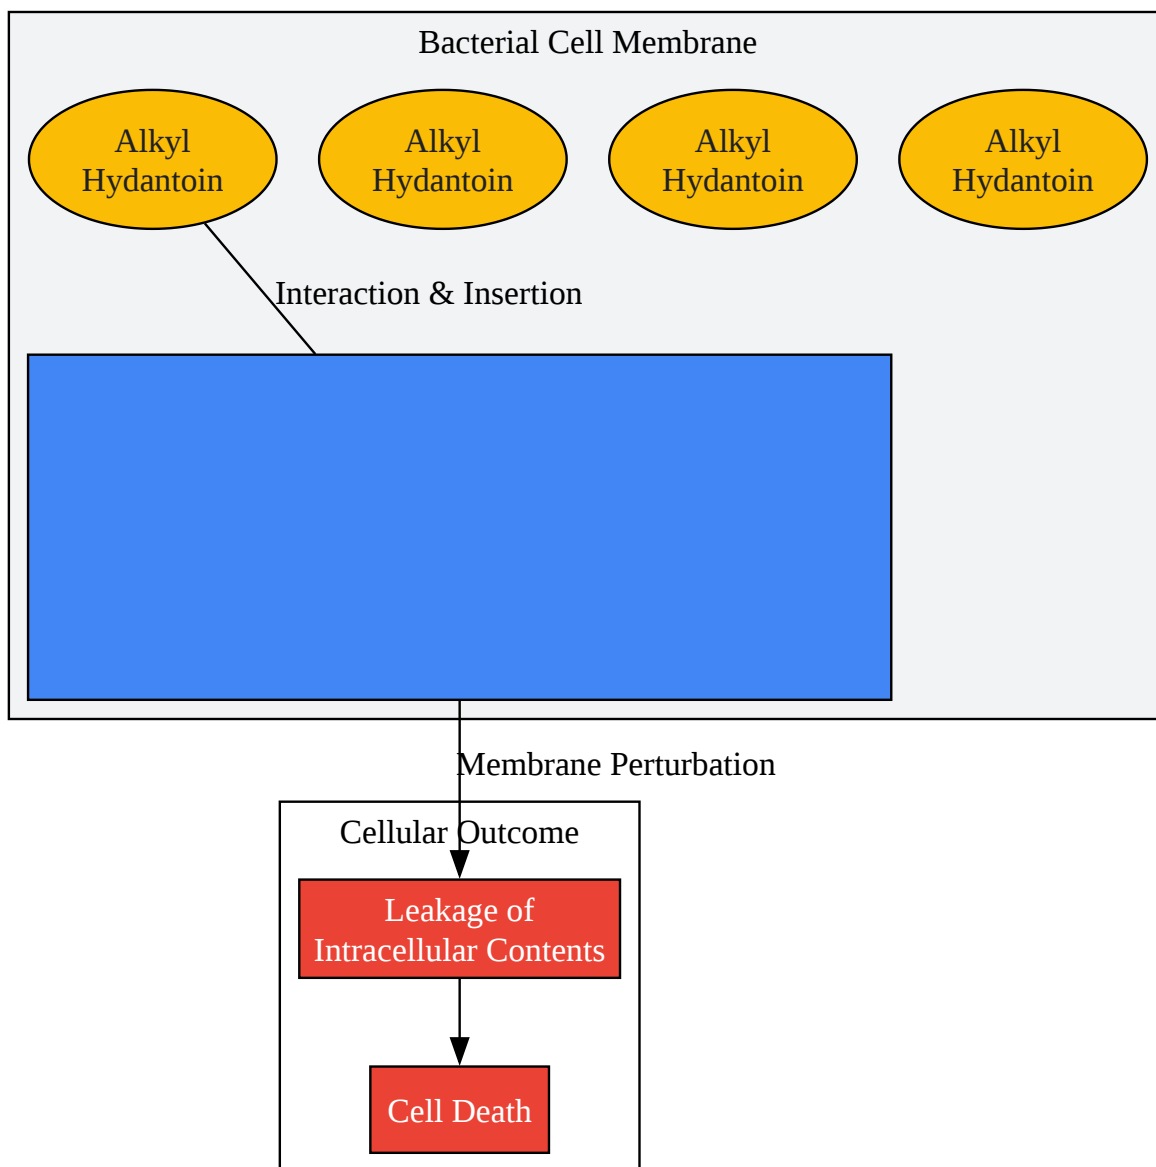 Bacterial Cell Membrane
Alkyl
Hydantoin
Alkyl
Hydantoin
Alkyl
Hydantoin
Alkyl
Hydantoin
Interaction & Insertion
Membrane Perturbation
Cellular Outcome
Leakage of
Intracellular Contents
Cell Death